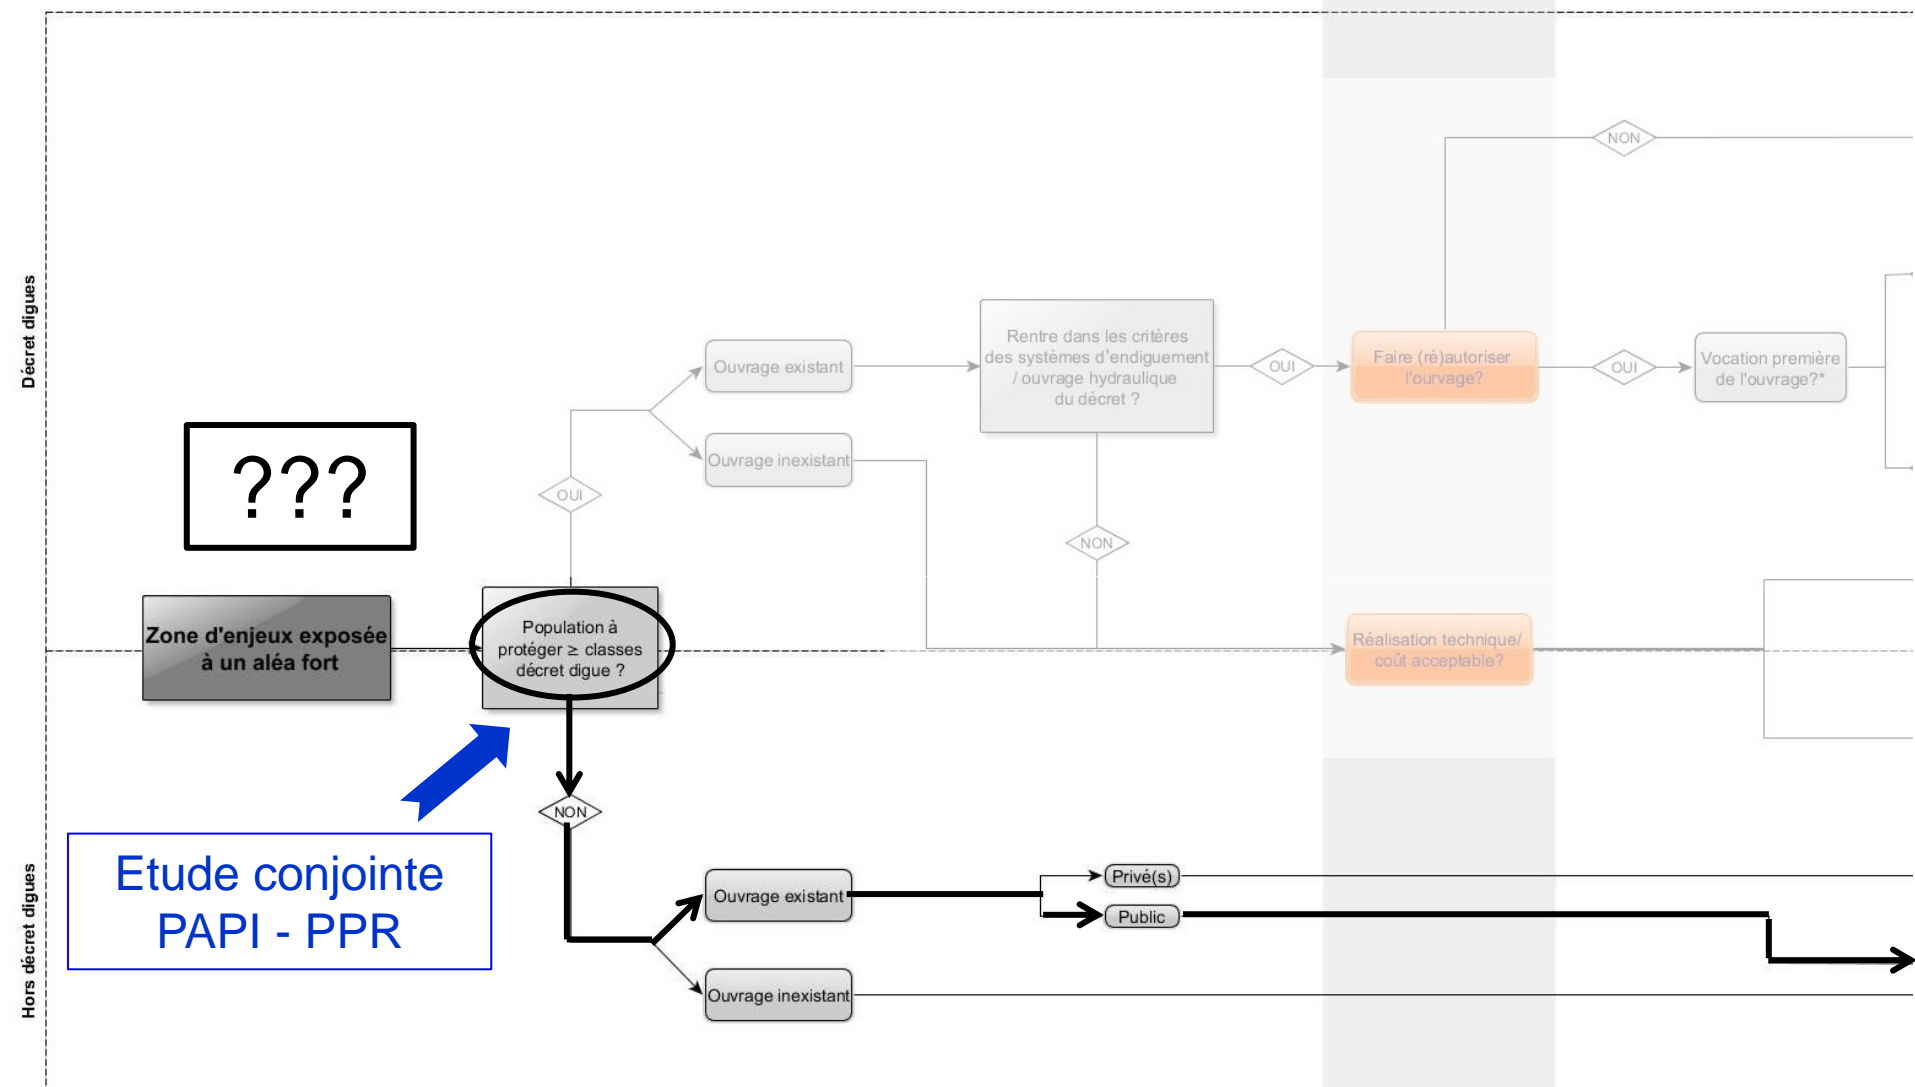 Décret digues
Hors décret digues
???
Zone d'enjeux exposée
à un aléa fort
Population à
protéger ≥ classes
décret digue ?
OUI
Ouvrage existant
Ouvrage inexistant
Rentre dans les critères
des systèmes d'endiguement
/ ouvrage hydraulique
du décret ?
OUI
NON
Faire (ré)autoriser
l'ourvage?
NON
OUI
Vocation première
de l'ouvrage?*
Réalisation technique/
coût acceptable?
NON
Etude conjointe
PAPI - PPR
Ouvrage existant
Ouvrage inexistant
Privé(s)
Public